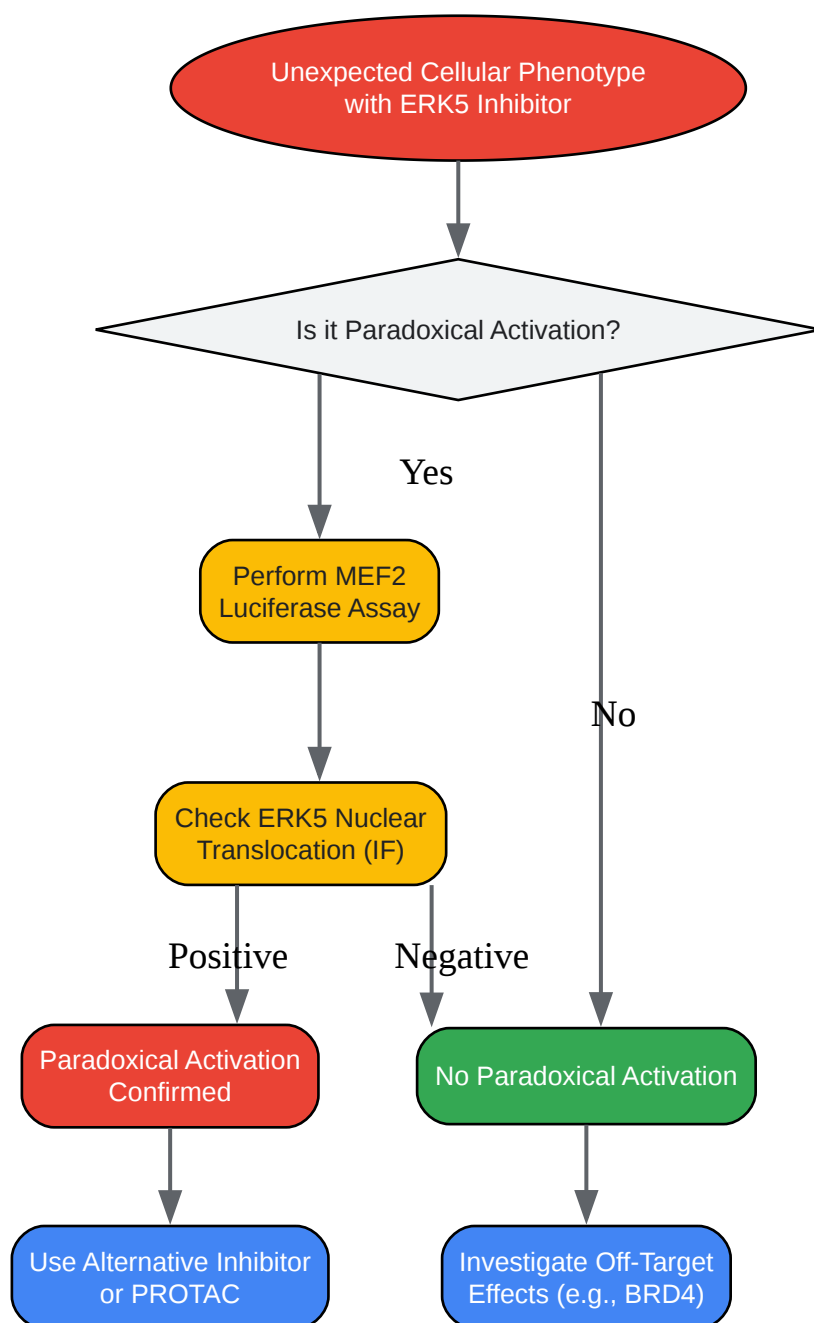 Unexpected Cellular Phenotype
with ERK5 Inhibitor
Is it Paradoxical Activation?
Yes
Perform MEF2
Luciferase Assay
No
Check ERK5 Nuclear
Translocation (IF)
Positive
Negative
Paradoxical Activation
Confirmed
No Paradoxical Activation
Use Alternative Inhibitor
or PROTAC
Investigate Off-Target
Effects (e.g., BRD4)